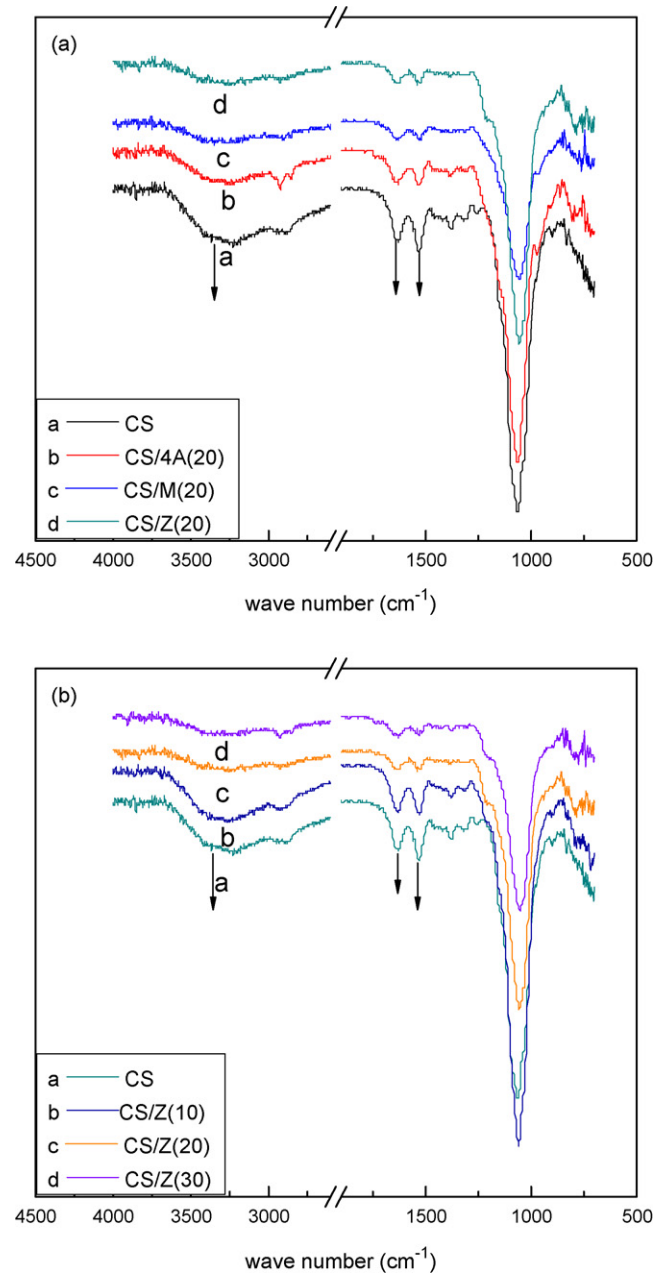 (a)
d
c
b
a
a CS
b CS/4A(20)
c CS/M(20)
d CS/Z(20)
4500 4000 3500 3000 1500 1000 500
wave number (cm⁻¹)
(b)
d
c
b
a
a CS
b CS/Z(10)
c CS/Z(20)
d CS/Z(30)
4500 4000 3500 3000 1500 1000 500
wave number (cm⁻¹)